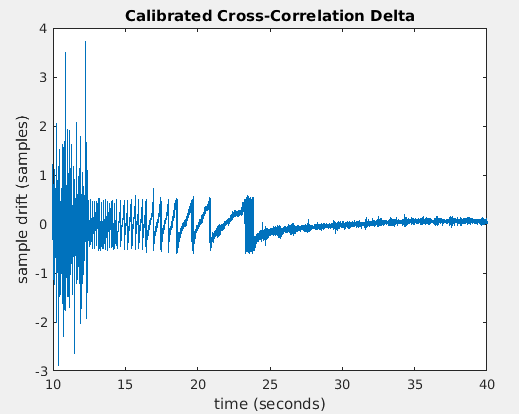 Calibrated Cross-Correlation Delta
4
3
2
1
0
-1
-2
-3
sample drift (samples)
10 15 20 25 30 35 40
time (seconds)